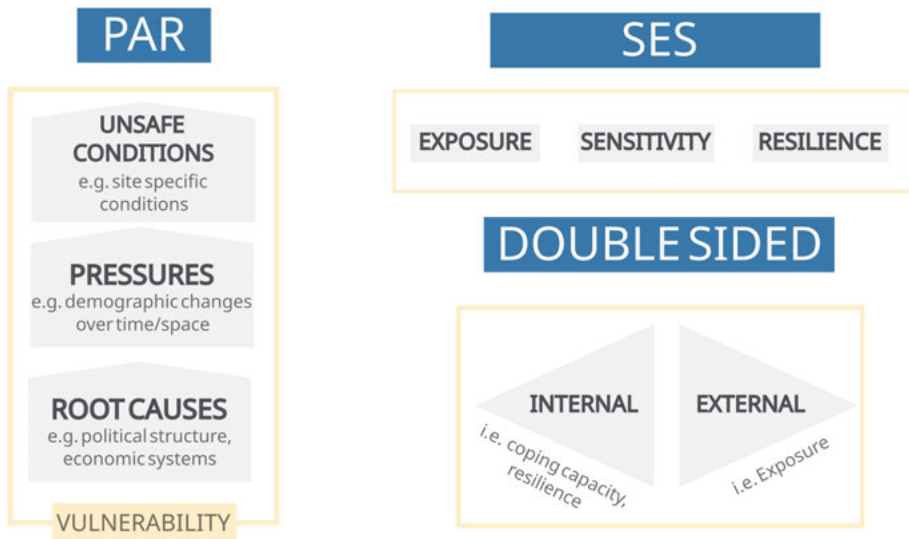 PAR
UNSAFE
CONDITIONS
e.g. site specific
conditions
PRESSURES
e.g. demographic changes
over time/space
ROOT CAUSES
e.g. political structure,
economic systems
VULNERABILITY
SES
EXPOSURE SENSITIVITY RESILIENCE
DOUBLE SIDED
INTERNAL EXTERNAL
i.e. coping capacity,
resilience
i.e. Exposure